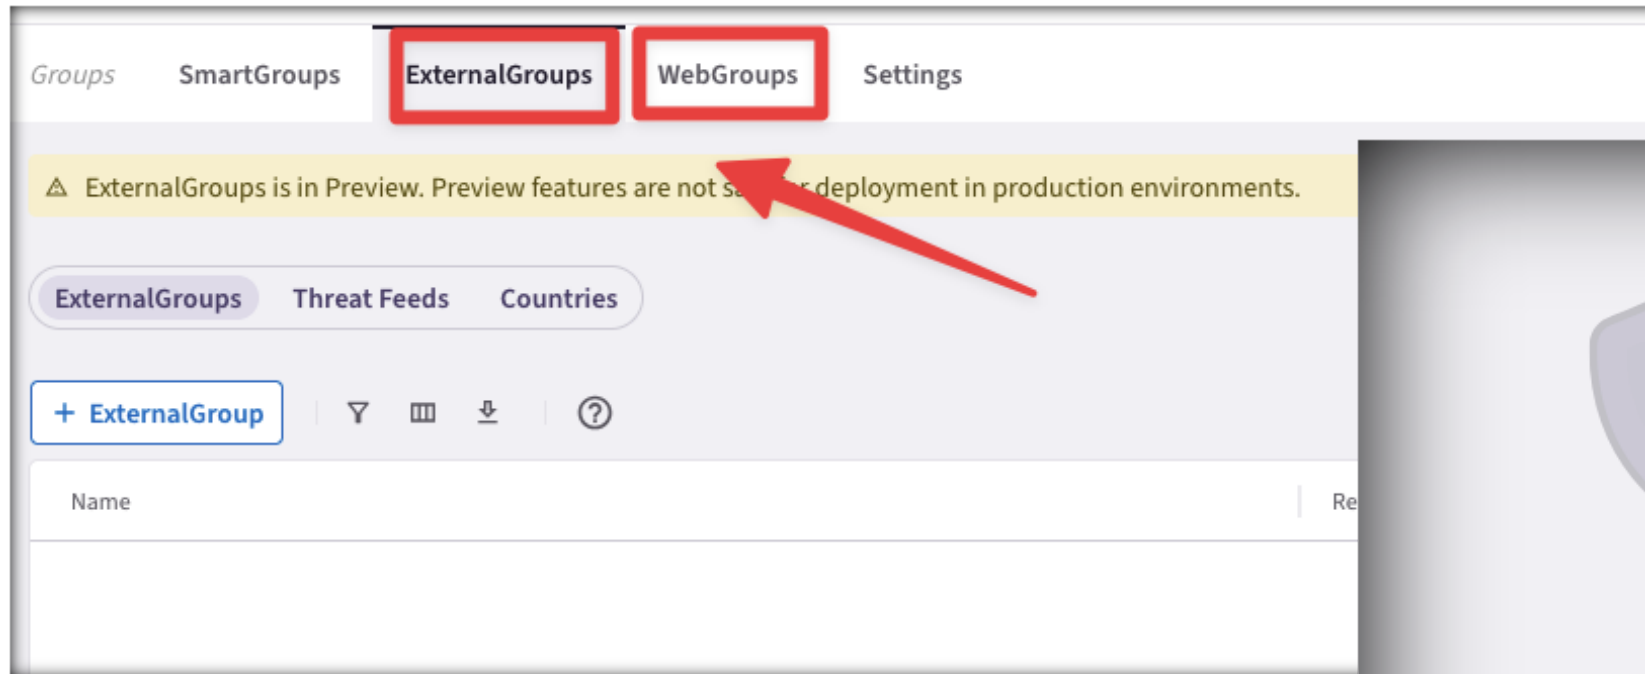 Groups SmartGroups ExternalGroups WebGroups Settings
ExternalGroups is in Preview. Preview features are not deployment in production environments.
ExternalGroups Threat Feeds Countries
+ ExternalGroup
Name